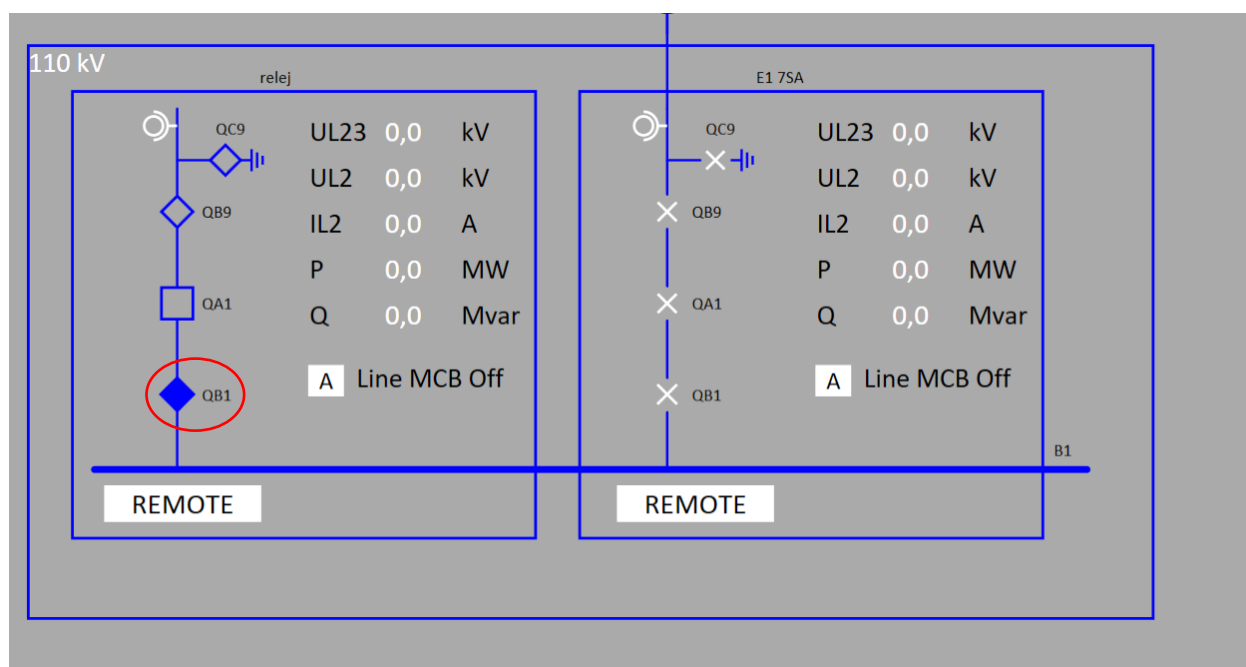 110 kV
relej
QC9
UL23 0,0 kV
UL2 0,0 kV
QB9
IL2 0,0 A
P 0,0 MW
QA1
Q 0,0 Mvar
A Line MCB Off
QB1
REMOTE
E1 7SA
QC9
UL23 0,0 kV
UL2 0,0 kV
QB9
IL2 0,0 A
P 0,0 MW
QA1
Q 0,0 Mvar
A Line MCB Off
QB1
B1
REMOTE